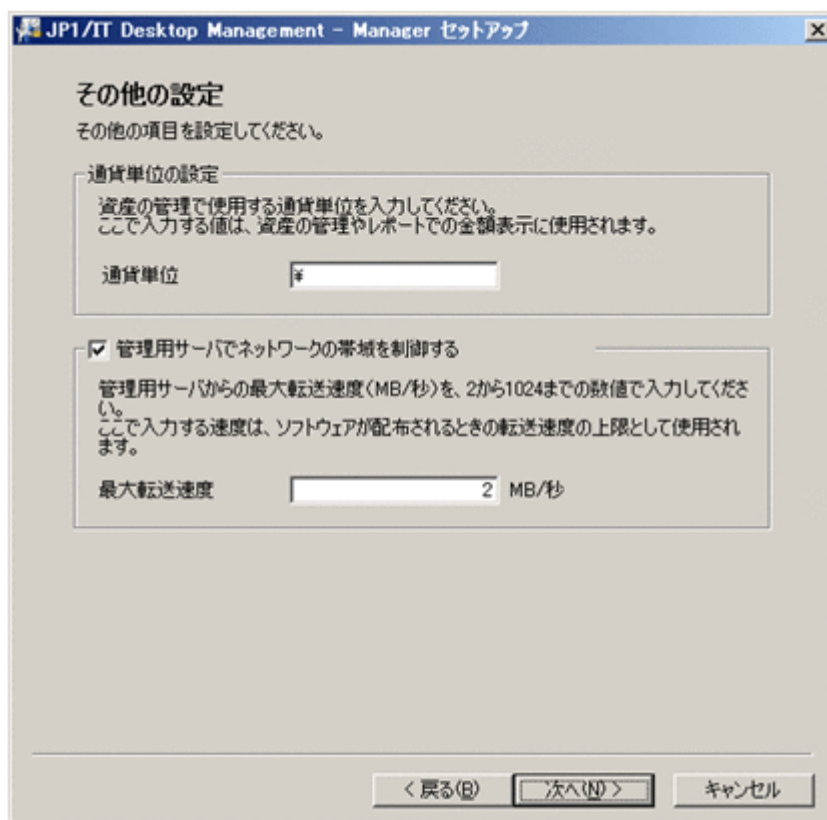 JP1/IT Desktop Management - Manager セットアップ
その他の設定
その他の項目を設定してください。
通貨単位の設定
資産の管理で使用する通貨単位を入力してください。
ここで入力する値は、資産の管理やレポートでの金額表示に使用されます。
通貨単位
¥
管理用サーバでネットワークの帯域を制御する
管理用サーバからの最大転送速度(MB/秒)を、2から1024までの数値で入力してくださ
い。
ここで入力する速度は、ソフトウェアが配布されるときの転送速度の上限として使用され
ます。
最大転送速度
2 MB/秒
< 戻る(B)
次へ(N) >
キャンセル